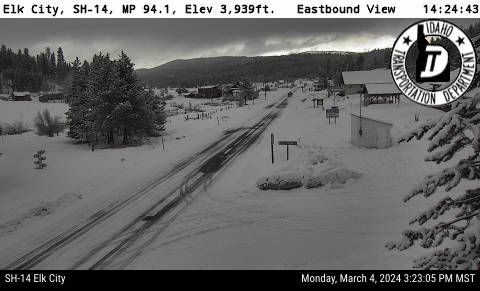 Elk City, SH-14, MP 94.1, Elev 3,939ft. Eastbound View 14:24:43
IDAHO
TRANSPORTATION DEPARTMENT
SH-14 Elk City Monday, March 4, 2024 3:23:05 PM MST